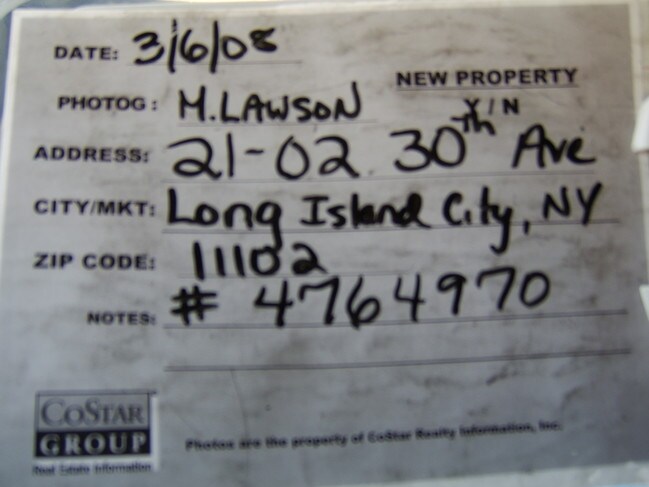 DATE: 3/6/08
NEW PROPERTY
Y/N
PHOTOG: M.LAWSON
ADDRESS: 21-02 30th Ave
CITY/MKT: Long Island City, NY
ZIP CODE: 11102
NOTES: # 4764970
COSTAR
GROUP
Real Estate Information
Photos are the property of CoStar Realty Information, Inc.